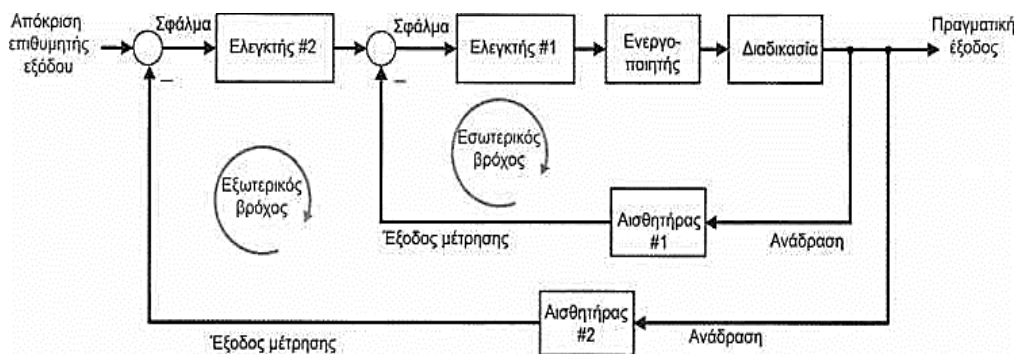 Απόκριση
επιθυμητής
εξόδου
Σφάλμα
Ελεγκτής #2
Σφάλμα
Ελεγκτής #1
Ενεργο-
ποιητής
Διαδικασία
Πραγματική
έξοδος
–
–
Εσωτερικός
βρόχος
Εξωτερικός
βρόχος
Αισθητήρας
#1
Έξοδος μέτρησης
Ανάδραση
Αισθητήρας
#2
Έξοδος μέτρησης
Ανάδραση